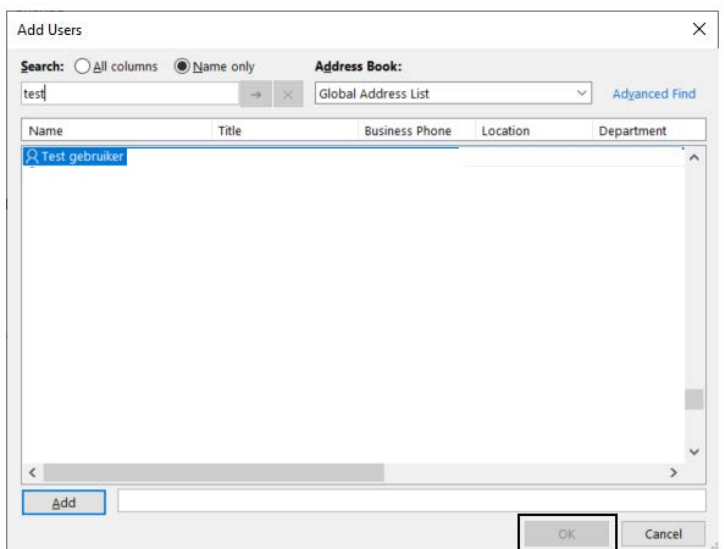 Add Users
Search: All columns Name only Address Book:
test Global Address List Advanced Find
Name Title Business Phone Location Department
Test gebruiker
Add
OK Cancel